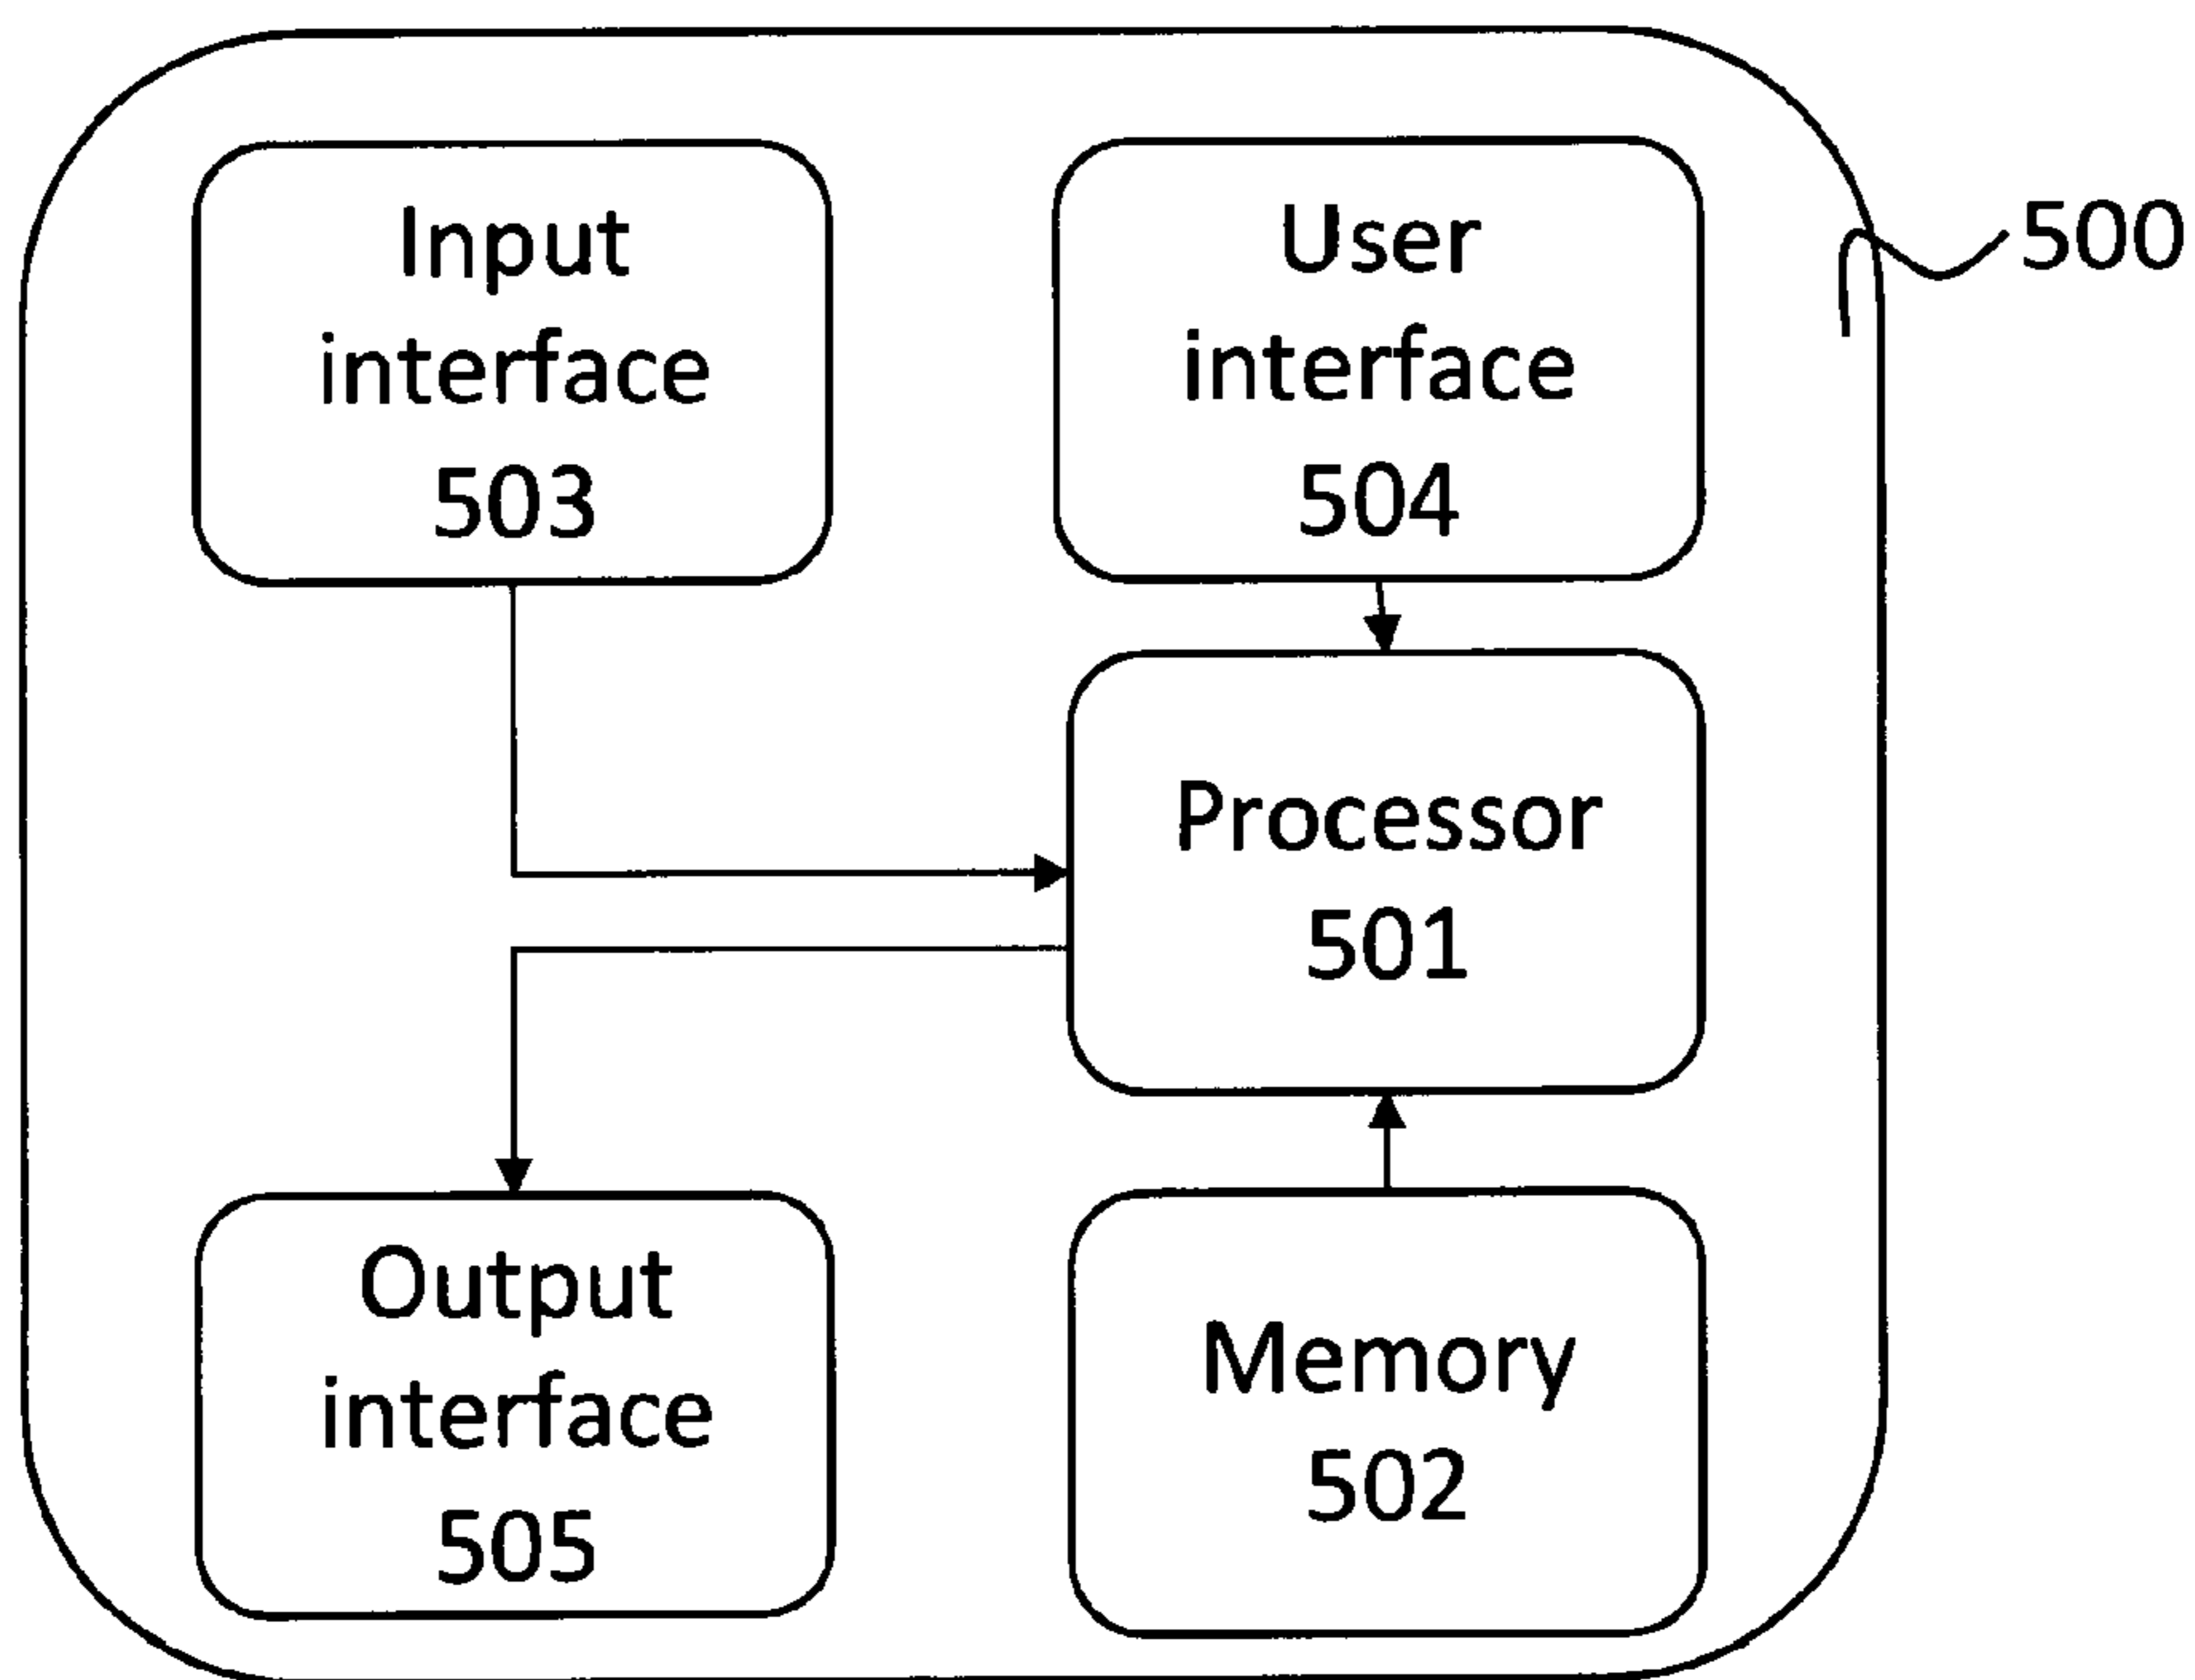 Input
interface
503
User
interface
504
500
Processor
501
Output
interface
505
Memory
502